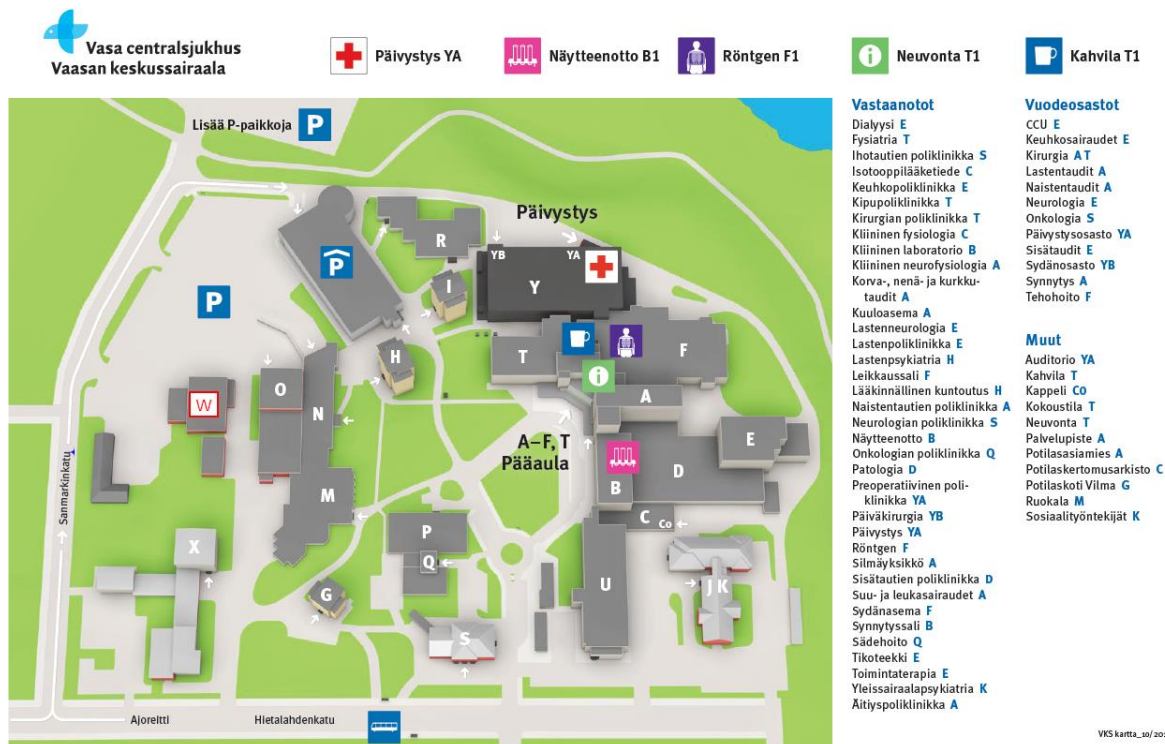 Vasa centralsjukhus
Vaasan keskussairaala
Päivystys YA
Näytteenotto B1
Röntgen F1
Neuvonta T1
Kahvila T1
Lisää P-paikkoja P
Päivystys
YB
YA
R
P
Y
I
P
T
F
H
O
N
A
W
A–F, T
Pääaula
E
D
B
M
C
Co
P
X
Q
U
J K
G
S
Sanmarkinkatu
Ajoreitti
Hietalahdenkatu
Vastaanotot
Dialyysi E
Fysiatria T
Ihotautien poliklinikka S
Isotooppilääketiede C
Keuhkopoliklinikka E
Kipupoliklinikka T
Kirurgian poliklinikka T
Kliininen fysiologia C
Kliininen laboratorio B
Kliininen neurofysiologia A
Korva-, nenä- ja kurkku-
taudit A
Kuuloasema A
Lastenneurologia E
Lastenpoliklinikka E
Lastenpsykiatria H
Leikkaussali F
Lääkinnällinen kuntoutus H
Naistentautien poliklinikka A
Neurologian poliklinikka S
Näytteenotto B
Onkologian poliklinikka Q
Patologia D
Preoperatiivinen poli-
klinikka YA
Päiväkirurgia YB
Päivystys YA
Röntgen F
Silmäyksikkö A
Sisätautien poliklinikka D
Suu- ja leukasairaudet A
Sydänasema F
Synnytyssali B
Sädehoito Q
Tikoteekki E
Toimintaterapia E
Yleissairaalapsykiatria K
Äitiyspoliklinikka A
Vuodeosastot
CCU E
Keuhkosairaudet E
Kirurgia A T
Lastentaudit A
Naistentaudit A
Neurologia E
Onkologia S
Päivystysosasto YA
Sisätaudit E
Sydänosasto YB
Synnytys A
Tehohoito F
Muut
Auditorio YA
Kahvila T
Kappeli Co
Kokoustila T
Neuvonta T
Palvelupiste A
Potilasasiamies A
Potilaskertomusarkisto C
Potilaskoti Vilma G
Ruokala M
Sosiaalityöntekijät K
VKS kartta_10/201